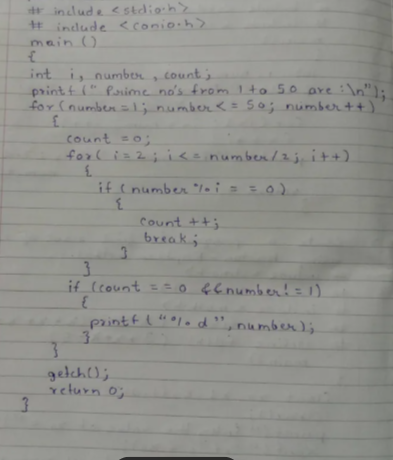 # include <stdio.h>
# include <conio.h>
main ()
{
int i, number, count;
printf (" Prime no's from 1 to 50 are :\n");
for (number=1; number <= 50; number ++)
{
count =0;
for( i=2 ; i<= number/2; i++)
{
if (number % i == 0)
{
count ++;
break;
}
}
if (count == 0 && number != 1)
{
printf ("%d", number);
}
}
getch();
return 0;
}